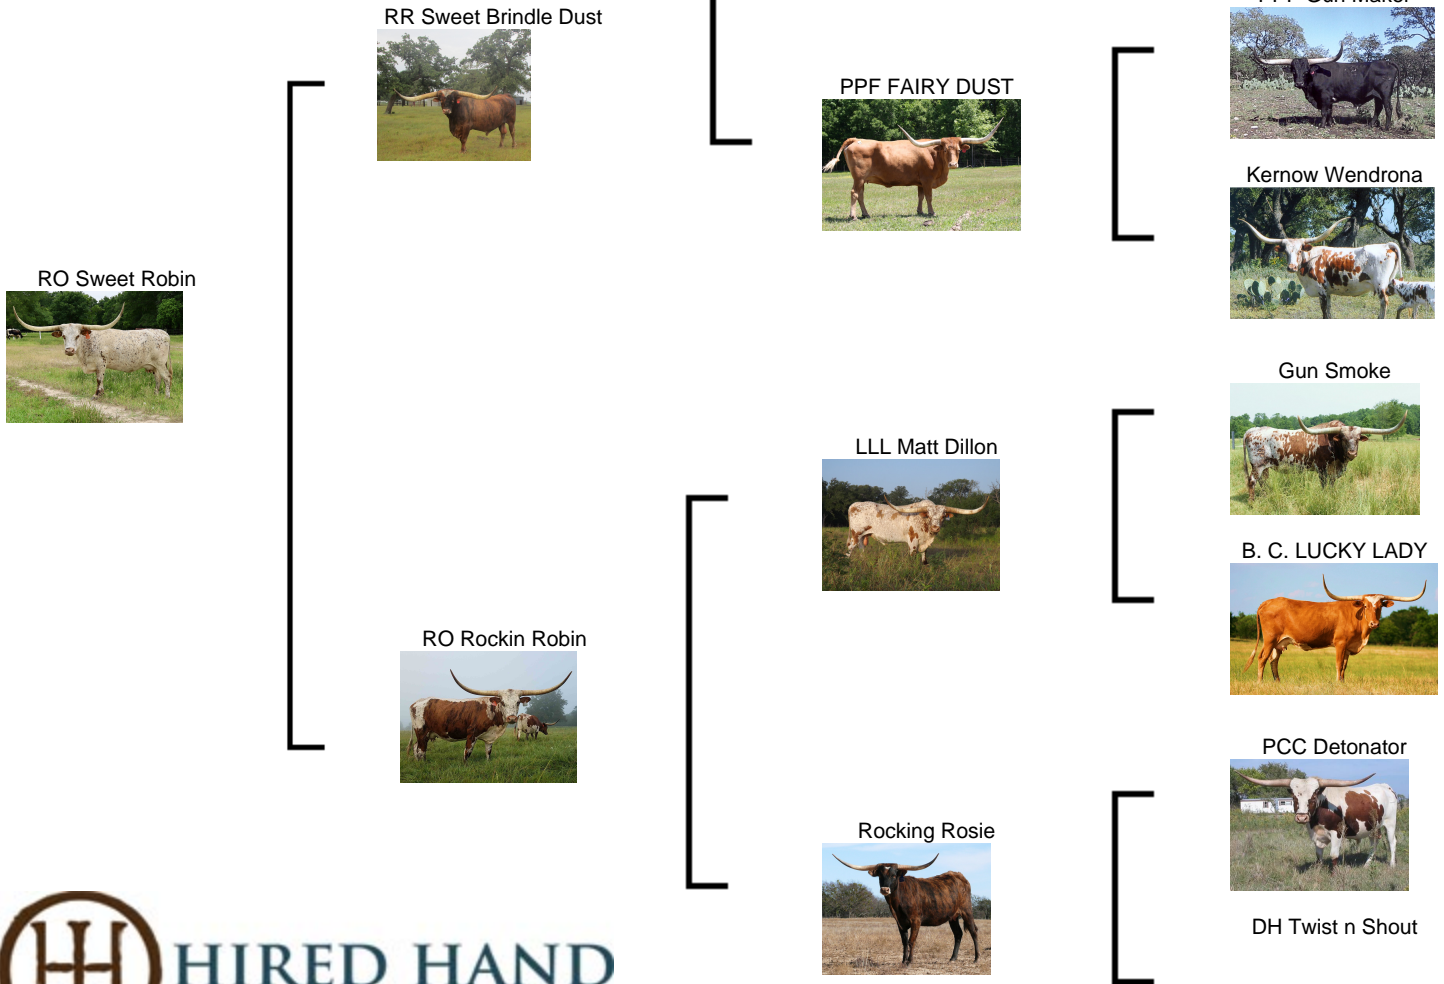 RR Sweet Brindle Dust
PPF FAIRY DUST
Kernow Wendrona
RO Sweet Robin
Gun Smoke
LLL Matt Dillon
B. C. LUCKY LADY
RO Rockin Robin
PCC Detonator
Rocking Rosie
DH Twist n Shout
HIRED HAND